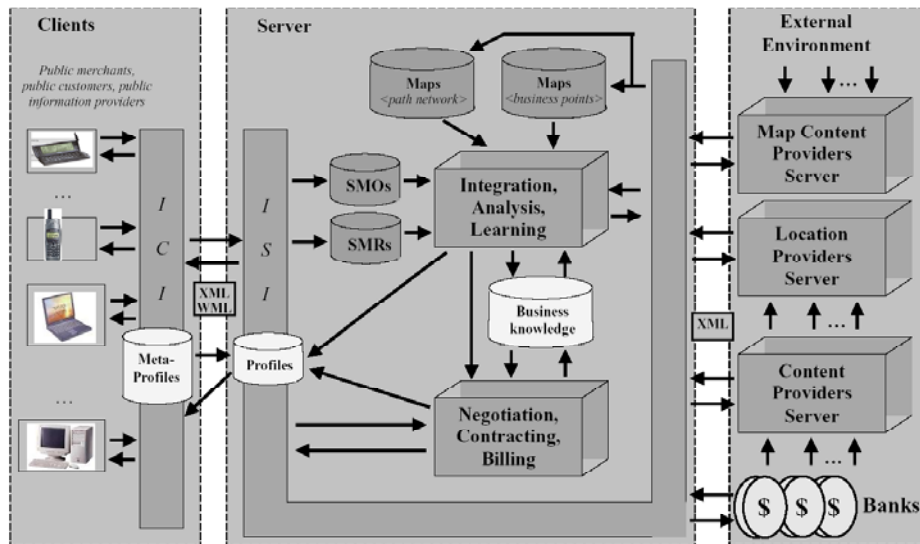 Clients
Public merchants,
public customers, public
information providers
...
...
I
C
I
Meta-
Profiles
XML
WML
Server
I
S
I
Profiles
Maps
<path network>
Maps
<business points>
SMOs
SMRs
Integration,
Analysis,
Learning
Business
knowledge
Negotiation,
Contracting,
Billing
XML
External
Environment
...
Map Content
Providers
Server
Location
Providers
Server
...
Content
Providers
Server
...
$ $ $
Banks